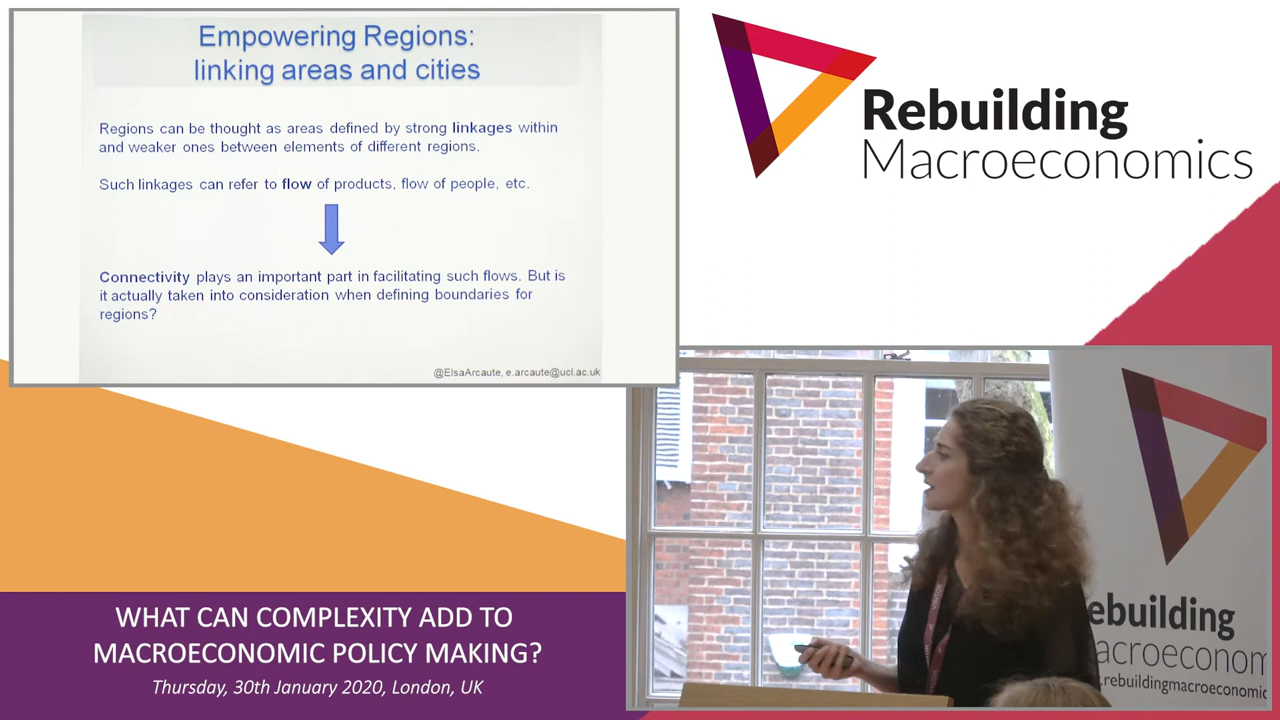 Empowering Regions:
linking areas and cities
Regions can be thought as areas defined by strong linkages within
and weaker ones between elements of different regions.
Such linkages can refer to flow of products, flow of people, etc.
Connectivity plays an important part in facilitating such flows. But is
it actually taken into consideration when defining boundaries for
regions?
@ElsaArcaute, e.arcaute@ucl.ac.uk
Rebuilding
Macroeconomics
WHAT CAN COMPLEXITY ADD TO
MACROECONOMIC POLICY MAKING?
Thursday, 30th January 2020, London, UK
ebuilding
acroeconom
.rebuildingmacroeconomic